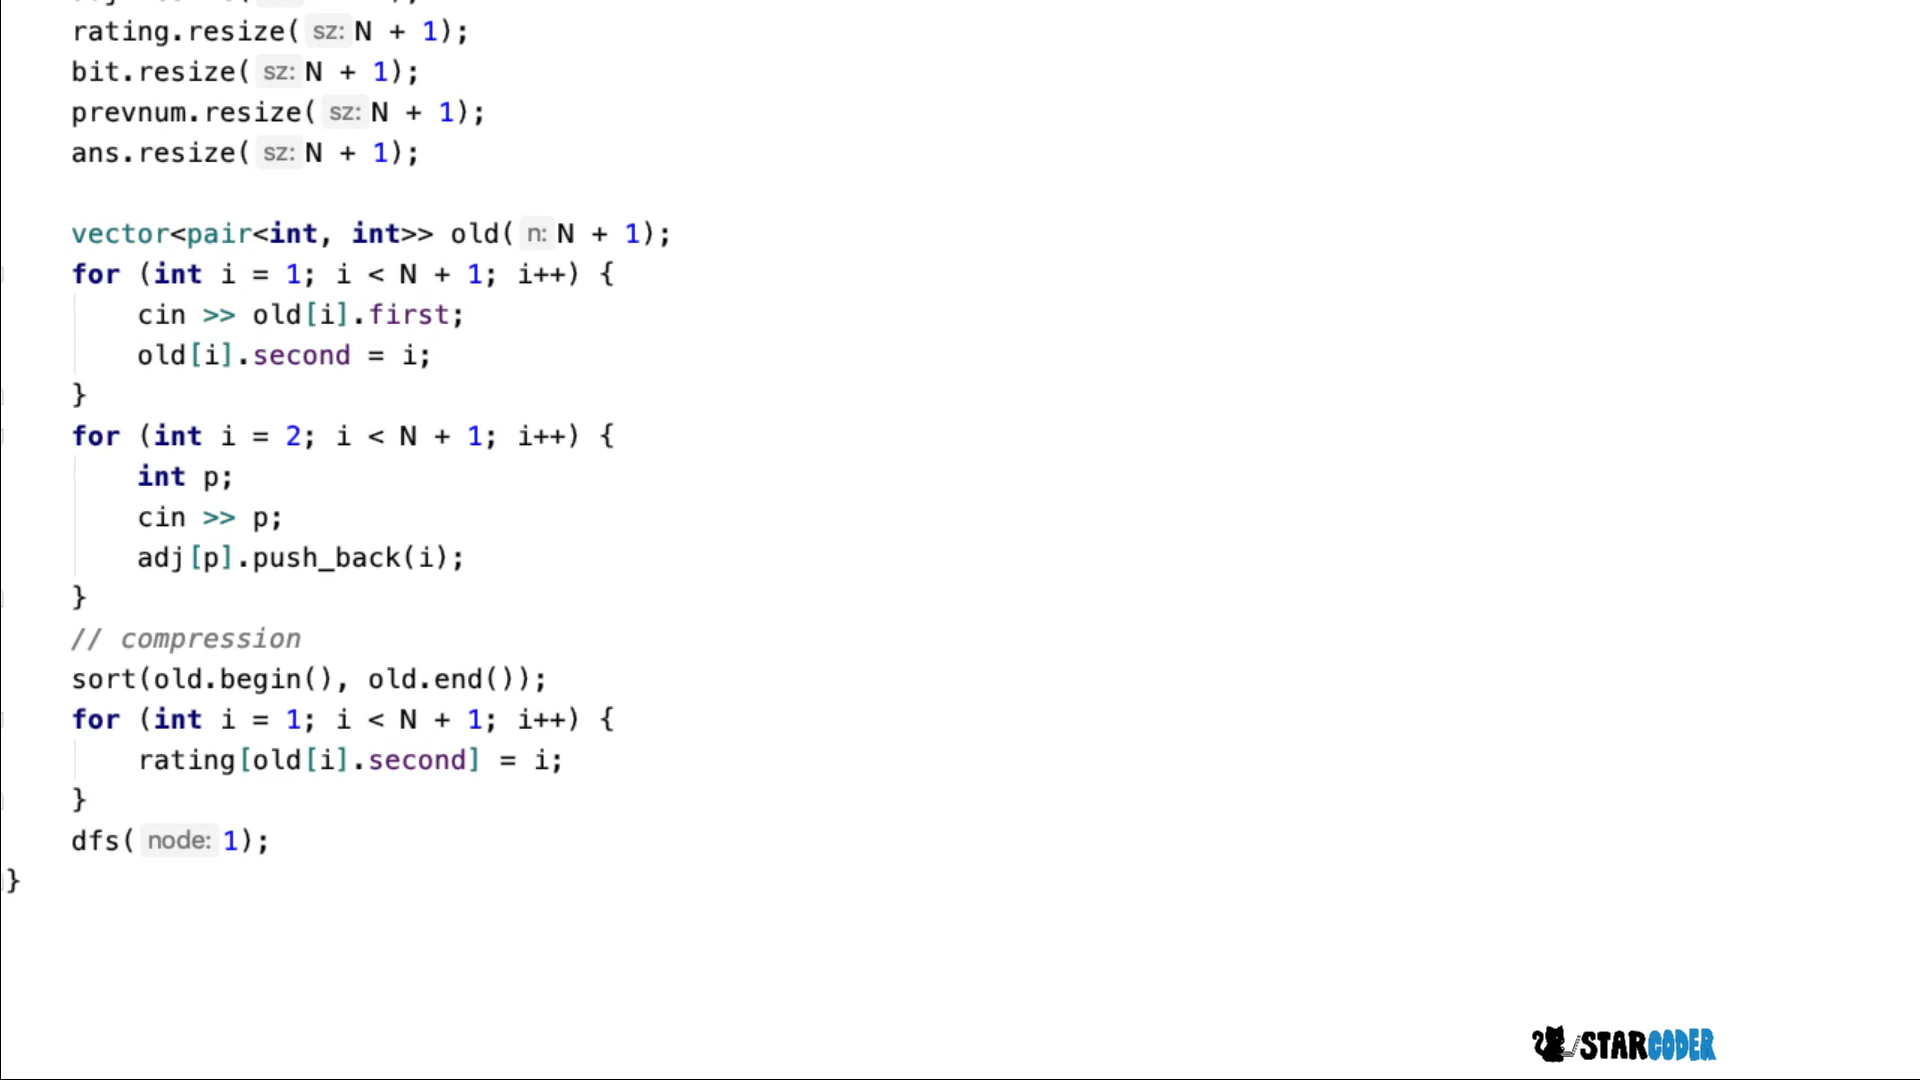 rating.resize( sz: N + 1);
bit.resize( sz: N + 1);
prevnum.resize( sz: N + 1);
ans.resize( sz: N + 1);
vector<pair<int, int>> old( n: N + 1);
for (int i = 1; i < N + 1; i++) {
cin >> old[i].first;
old[i].second = i;
}
for (int i = 2; i < N + 1; i++) {
int p;
cin >> p;
adj[p].push_back(i);
}
// compression
sort(old.begin(), old.end());
for (int i = 1; i < N + 1; i++) {
rating[old[i].second] = i;
}
dfs( node: 1);
}
STARCODER